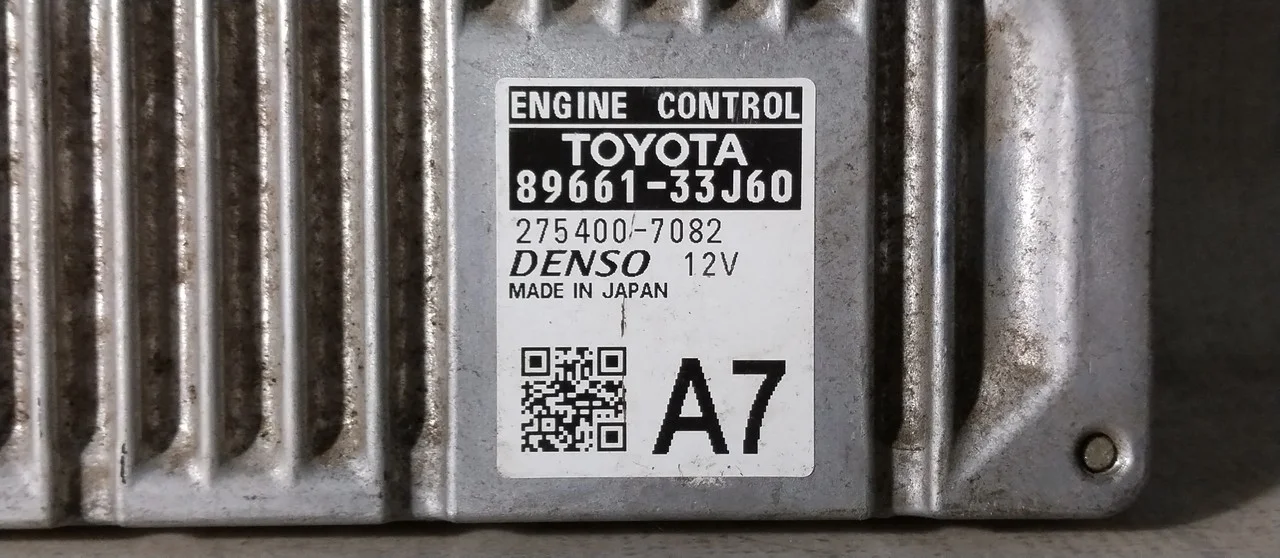 ENGINE CONTROL
TOYOTA
89661-33J60
275400-7082
DENSO 12V
MADE IN JAPAN
A7